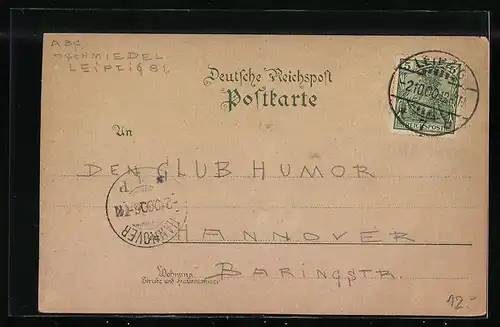 ABS
SCHMIEDEL
LEIPZIG 81.
Deutsche Reichspost
Postkarte
LEIPZIG
REICHSPOST
An
DEN CLUB HUMOR
HANNOVER
HANNOVER
BARINGSTR.
Wohnung
Straße und Hausnummer
12.-